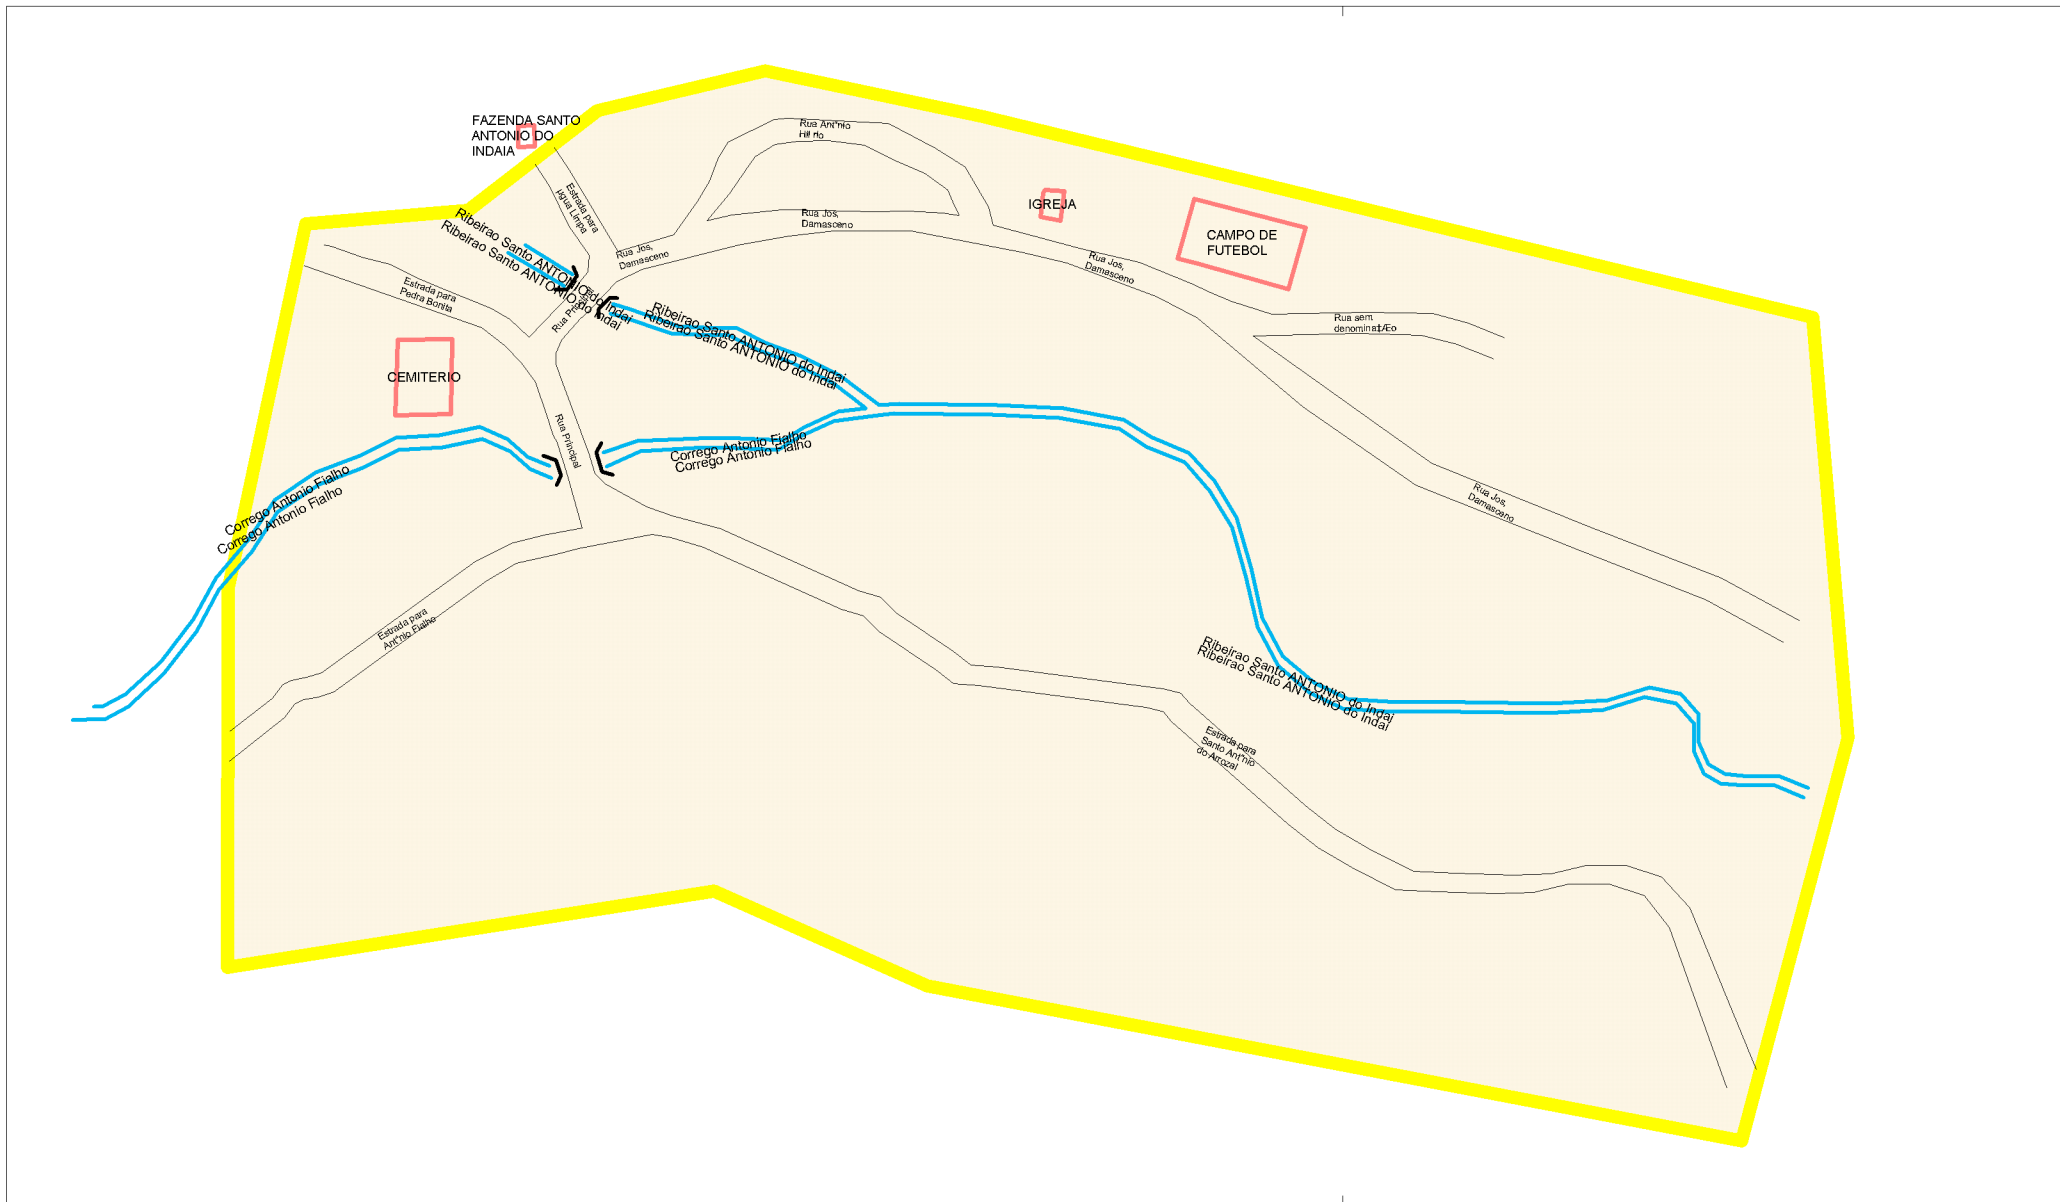 FAZENDA SANTO
ANTONIO DO
INDAIA
Rua Ant"nio
Hil rio
Estrada para
µgua Limpa
IGREJA
Rua Jos‚
Damasceno
CAMPO DE
FUTEBOL
Ribeirao Santo ANTONIO do Indai
Ribeirao Santo ANTONIO do Indai
Rua Jos‚
Damasceno
Rua Jos‚
Damasceno
Estrada para
Pedra Bonita
Rua Principal
Ribeirao Santo ANTONIO do Indai
Ribeirao Santo ANTONIO do Indai
Rua sem
denomina‡Æo
CEMITERIO
Rua Principal
Corrego Antonio Fialho
Corrego Antonio Fialho
Corrego Antonio Fialho
Corrego Antonio Fialho
Rua Jos‚
Damasceno
Estrada para
Ant"nio Fialho
Ribeirao Santo ANTONIO do Indai
Ribeirao Santo ANTONIO do Indai
Estrada para
Santo Ant"nio
do Arrozal